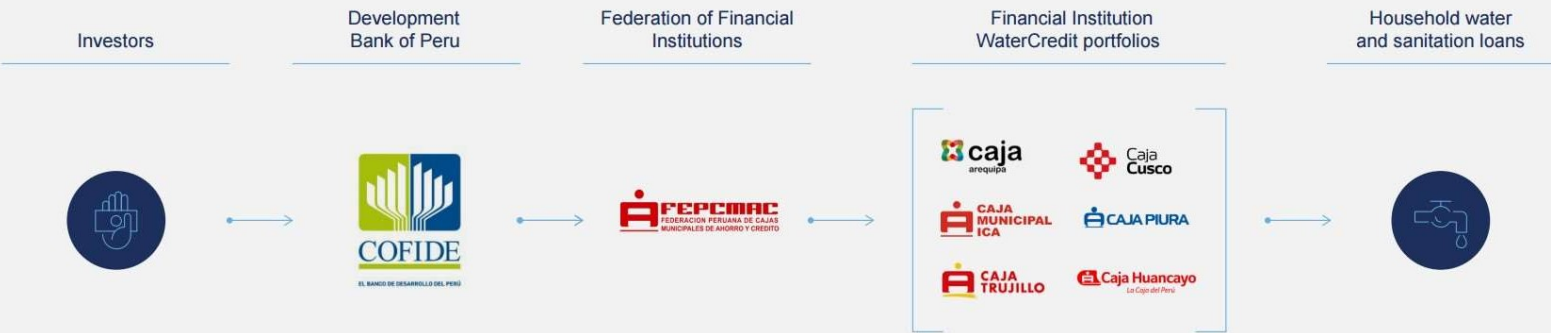 Investors
Development
Bank of Peru
Federation of Financial
Institutions
Financial Institution
WaterCredit portfolios
Household water
and sanitation loans
COFIDE
EL BANCO DE DESARROLLO DEL PERÚ
FEPCMAC
FEDERACION PERUANA DE CAJAS
MUNICIPALES DE AHORRO Y CREDITO
caja
arequipa
Caja
Cusco
CAJA
MUNICIPAL
ICA
CAJA PIURA
CAJA
TRUJILLO
Caja Huancayo
La Caja del Perú